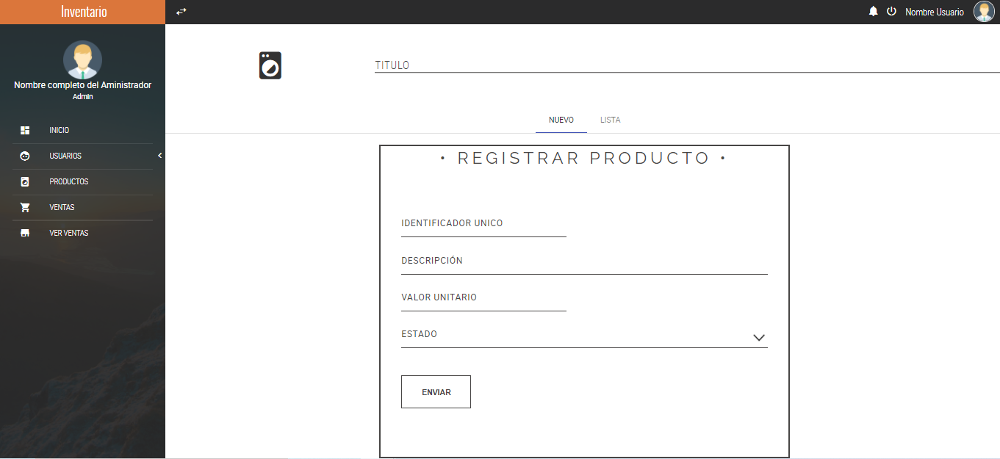 Inventario
Nombre Usuario
Nombre completo del Aministrador
Admin
INICIO
USUARIOS
PRODUCTOS
VENTAS
VER VENTAS
TITULO
NUEVO LISTA
• REGISTRAR PRODUCTO •
IDENTIFICADOR UNICO
DESCRIPCIÓN
VALOR UNITARIO
ESTADO
ENVIAR